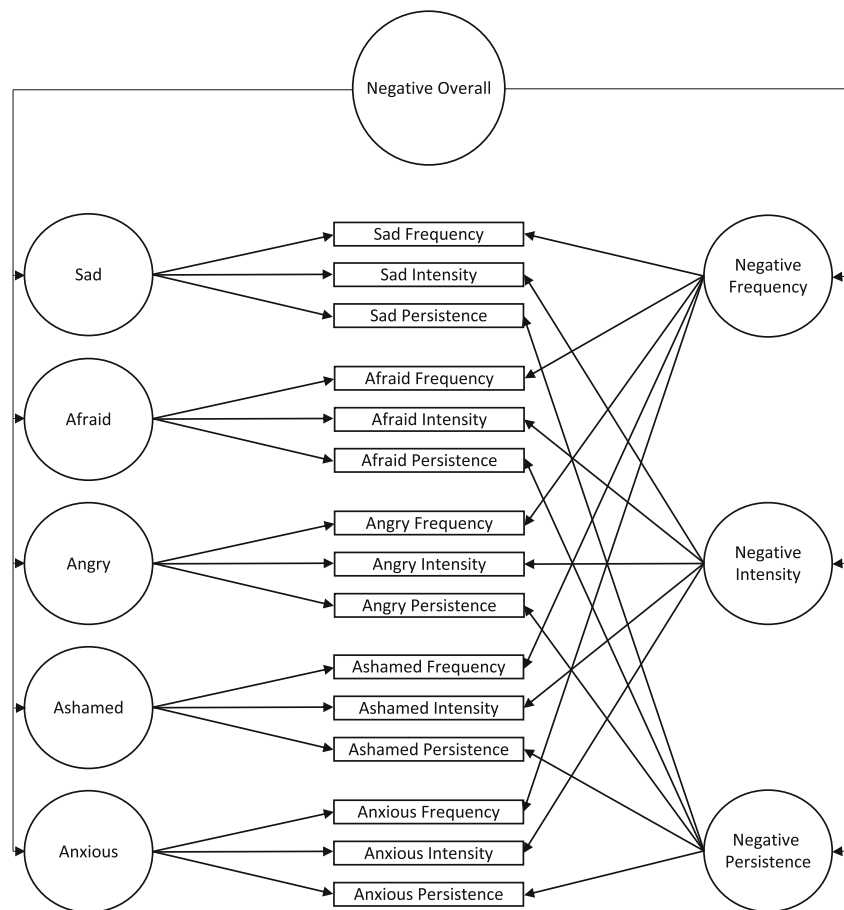 Negative Overall
Sad
Sad Frequency
Sad Intensity
Sad Persistence
Negative
Frequency
Afraid
Afraid Frequency
Afraid Intensity
Afraid Persistence
Angry
Angry Frequency
Angry Intensity
Angry Persistence
Negative
Intensity
Ashamed
Ashamed Frequency
Ashamed Intensity
Ashamed Persistence
Anxious
Anxious Frequency
Anxious Intensity
Anxious Persistence
Negative
Persistence